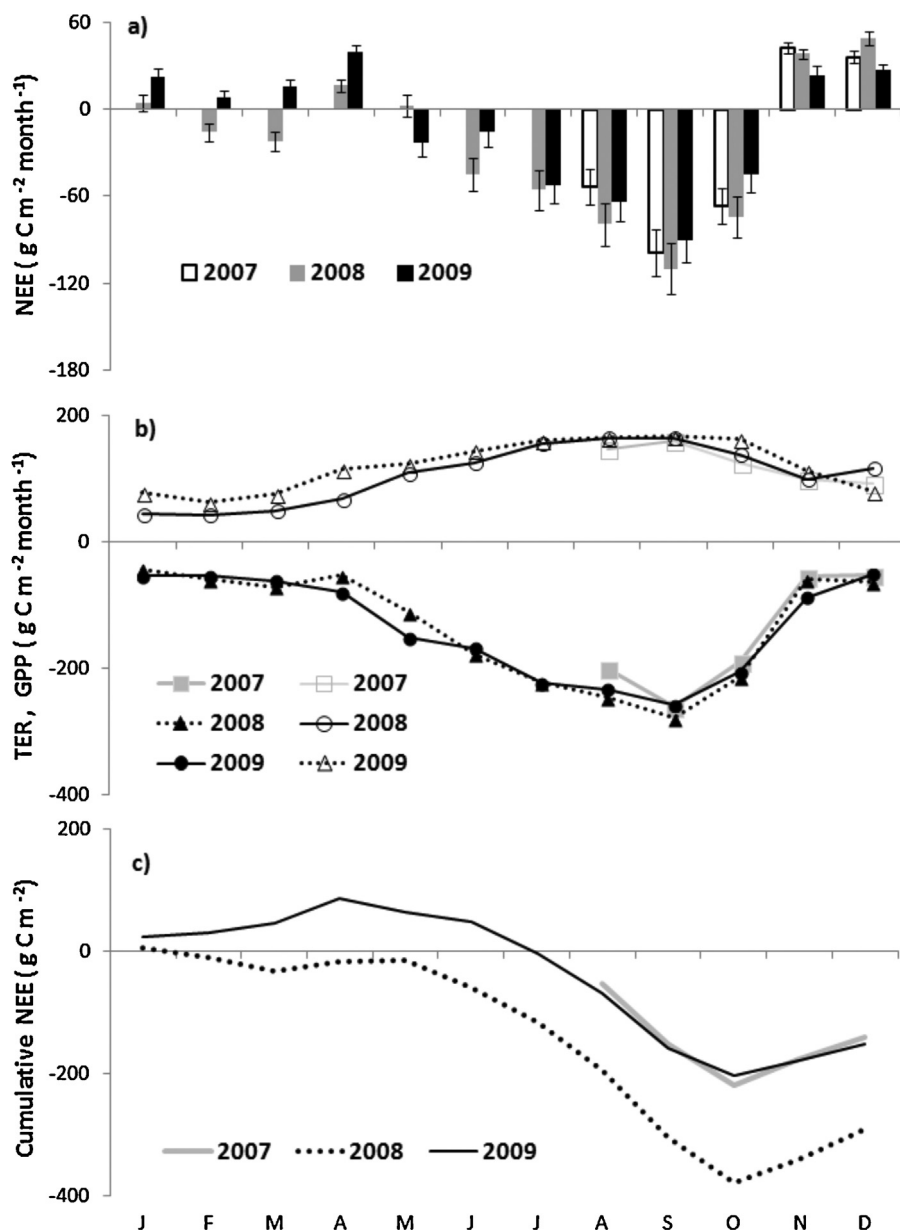 a)
60
0
-60
-120
-180
NEE ( g C m⁻² month⁻¹)
2007 2008 2009
b)
200
0
-200
-400
TER, GPP ( g C m⁻² month⁻¹)
2007 2007
2008 2008
2009 2009
c)
200
0
-200
-400
Cumulative NEE ( g C m⁻²)
2007 2008 2009
J F M A M J J A S O N D